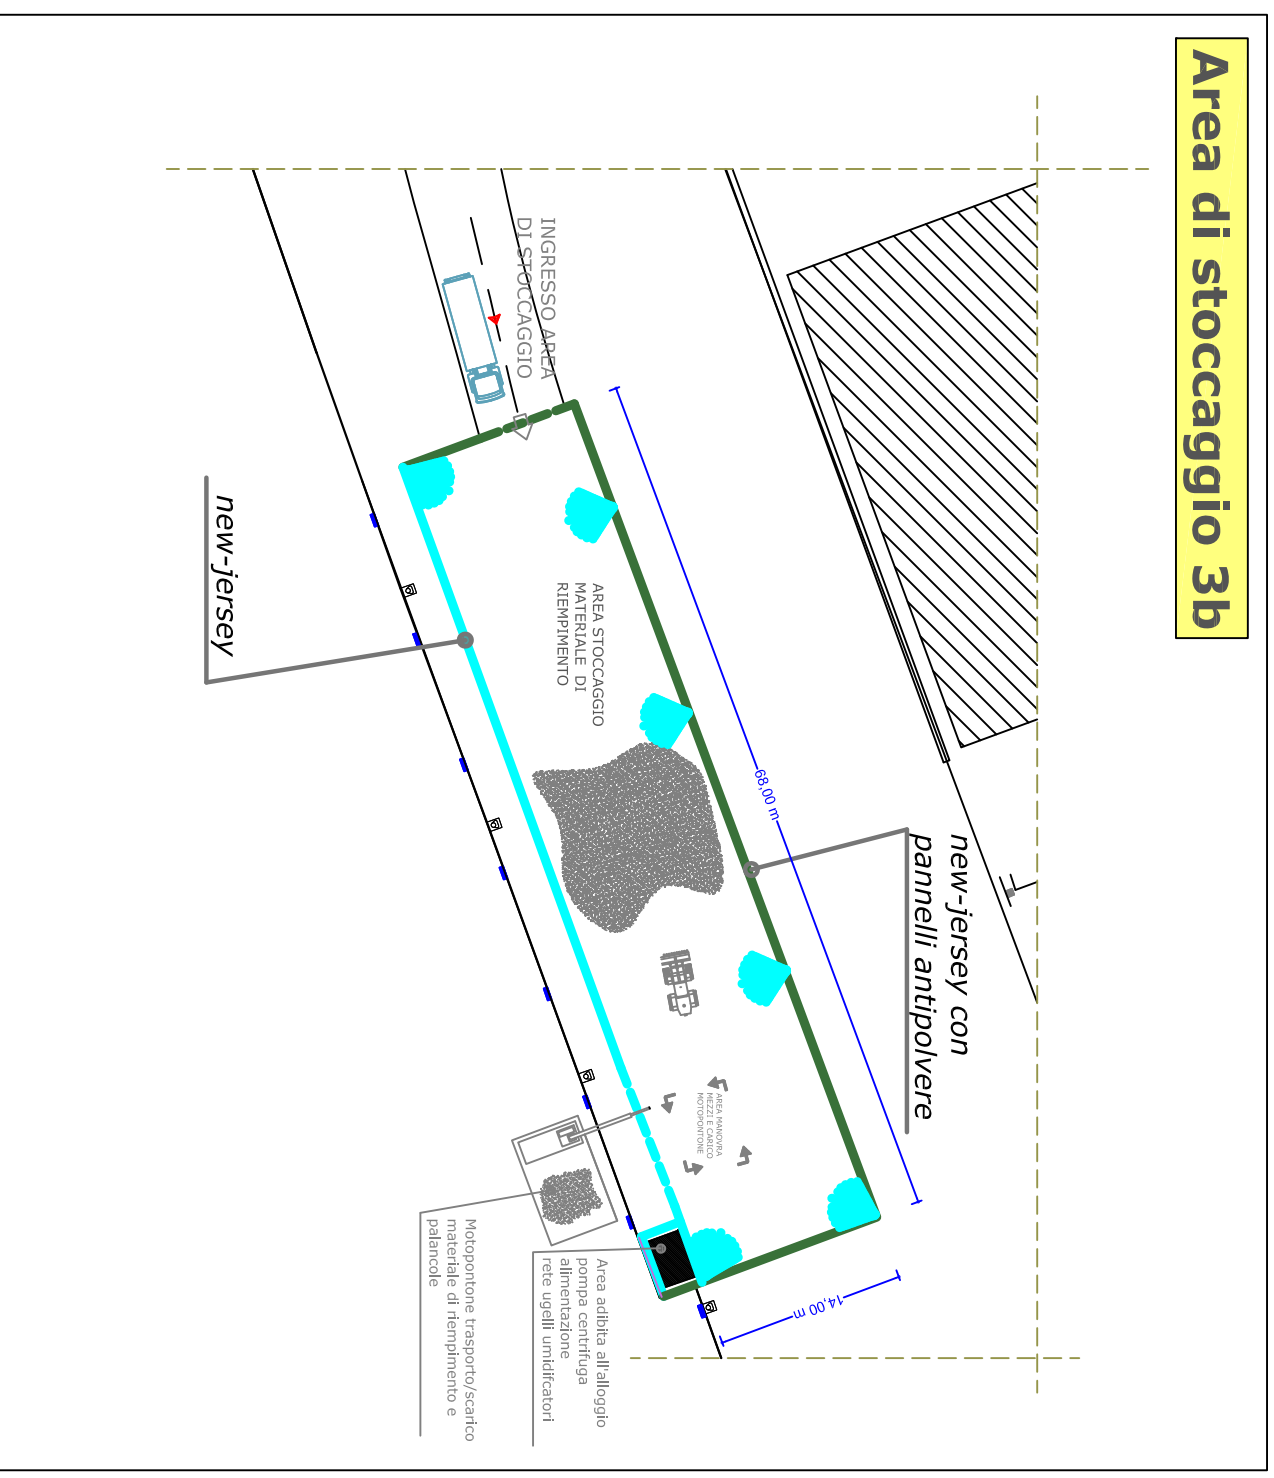 Area di stoccaggio 3b
INGRESSO AREA
DI STOCCAGGIO
new-jersey
AREA STOCCAGGIO
MATERIALE DI
RIEMPIMENTO
68,00 m
new-jersey con
pannelli antipolvere
AREA MANOVRA
MEZZI E CARICO
MOTOPONTONE
14,00 m
Area adibita all'alloggio
pompa centrifuga
alimentazione
rete ugelli umidifcatori
Motopontone trasporto/scarico
materiale di riempimento e
palancole